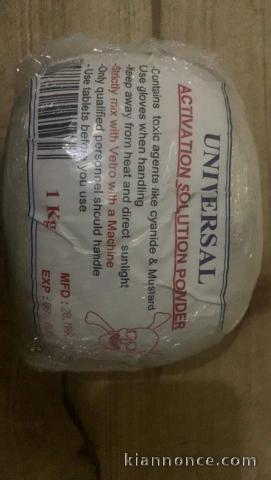 UNIVERSAL
ACTIVATION SOLUTION POWDER
-Contains toxic agents like cyanide & Mustard
Use gloves when handling
-Keep away from heat and direct sunlight
-Strictly mix with Vetro with a Machine
-Only qualified personnel should handle
-Use tablets before you use
1 Kg
MFD :
EXP :
kiannonce.com